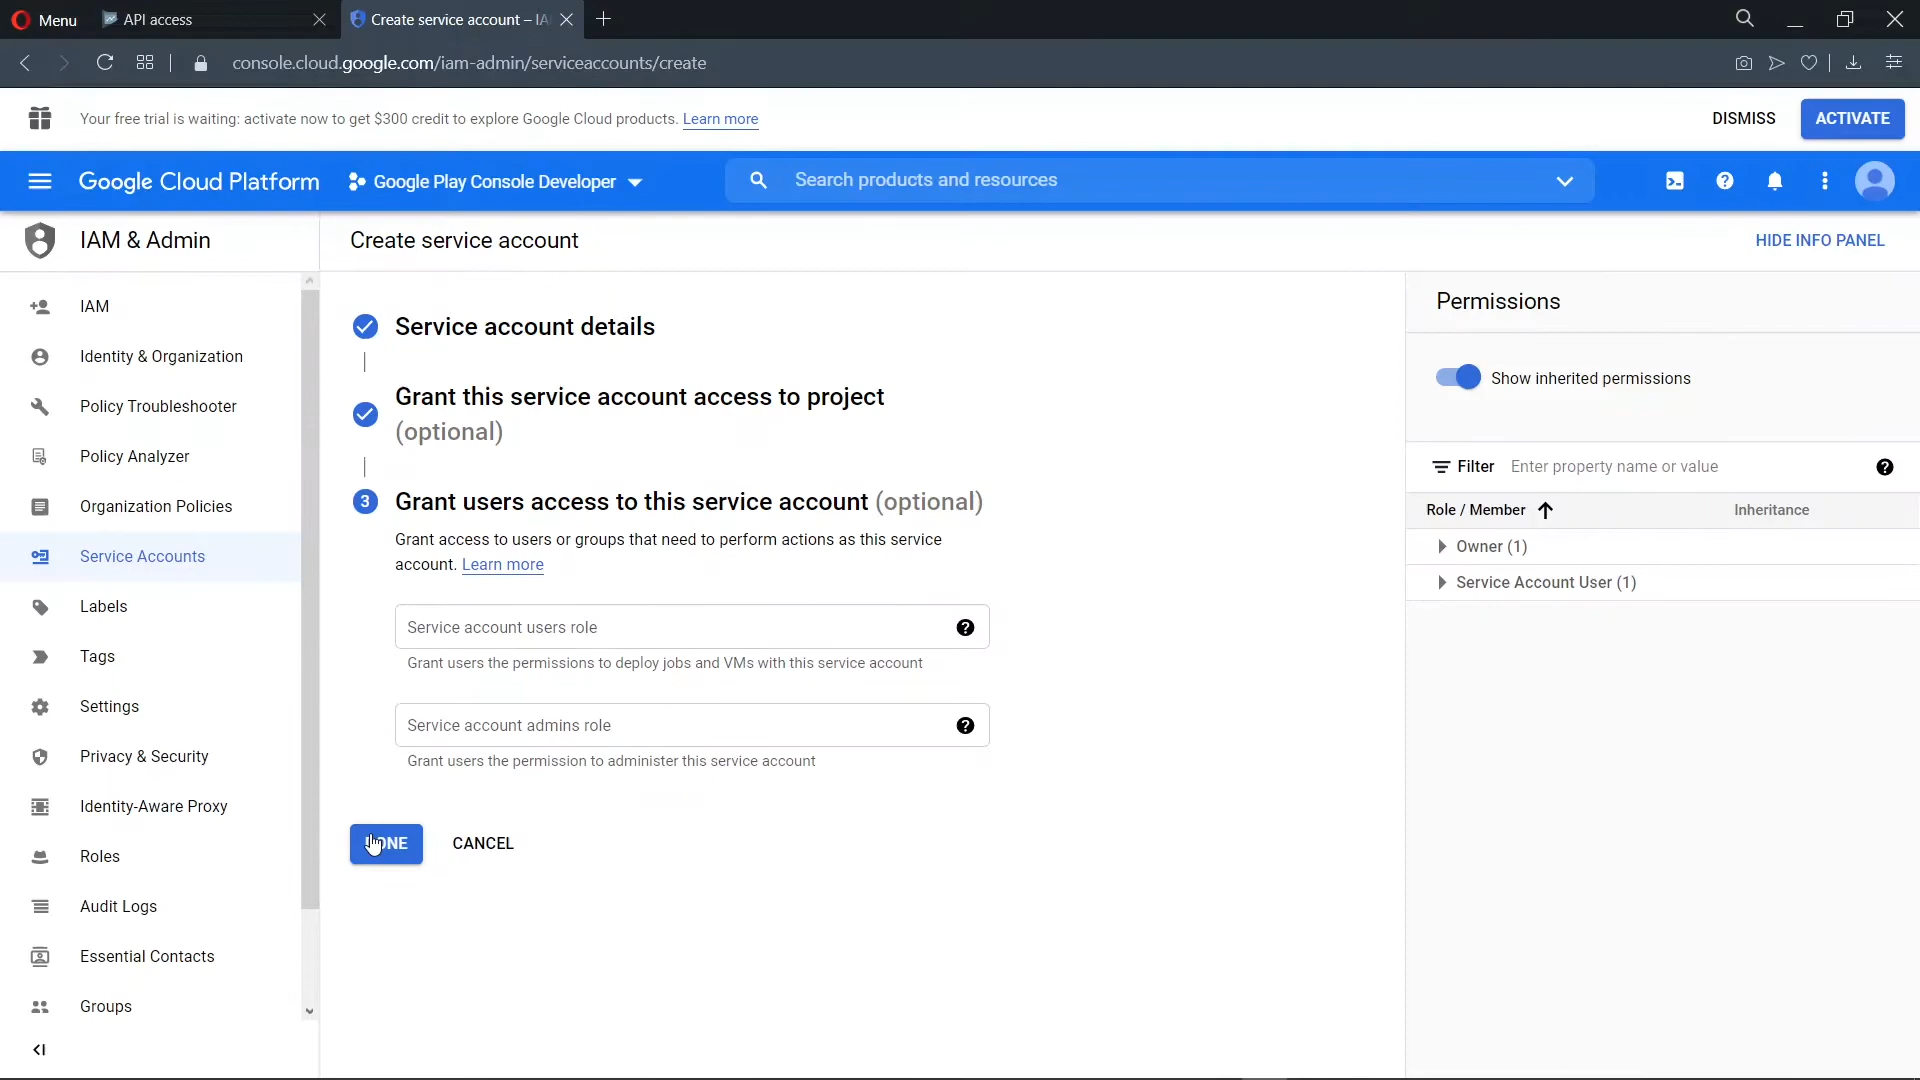 Menu
API access
Create service account – IA
console.cloud.google.com/iam-admin/serviceaccounts/create
Your free trial is waiting: activate now to get $300 credit to explore Google Cloud products. Learn more
DISMISS
ACTIVATE
Google Cloud Platform
Google Play Console Developer
Search products and resources
IAM & Admin
Create service account
HIDE INFO PANEL
IAM
Identity & Organization
Policy Troubleshooter
Policy Analyzer
Organization Policies
Service Accounts
Labels
Tags
Settings
Privacy & Security
Identity-Aware Proxy
Roles
Audit Logs
Essential Contacts
Groups
Service account details
Grant this service account access to project
(optional)
3 Grant users access to this service account (optional)
Grant access to users or groups that need to perform actions as this service
account. Learn more
Service account users role
Grant users the permissions to deploy jobs and VMs with this service account
Service account admins role
Grant users the permission to administer this service account
CANCEL
Permissions
Show inherited permissions
Filter Enter property name or value
Role / Member
Inheritance
Owner (1)
Service Account User (1)